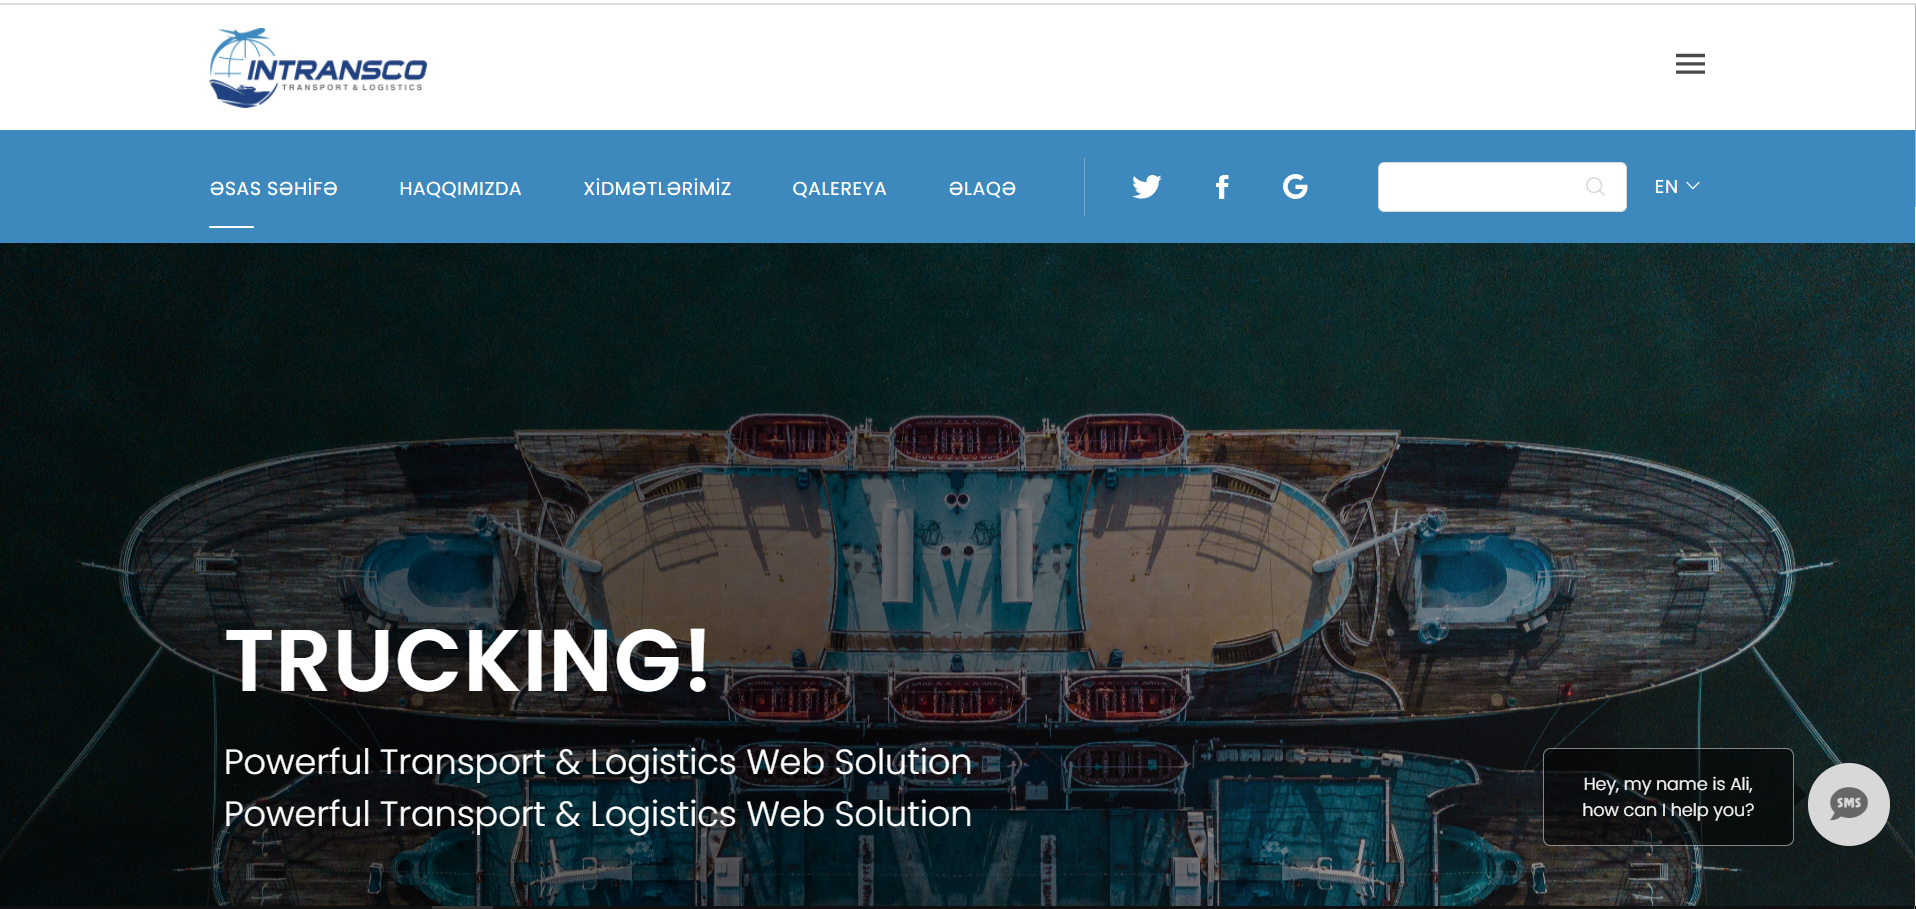 INTRANSCO
TRANSPORT & LOGISTICS
ƏSAS SƏHİFƏ HAQQIMIZDA XİDMƏTLƏRİMİZ QALEREYA ƏLAQƏ EN
TRUCKING!
Powerful Transport & Logistics Web Solution
Powerful Transport & Logistics Web Solution
Hey, my name is Ali,
how can I help you?
SMS